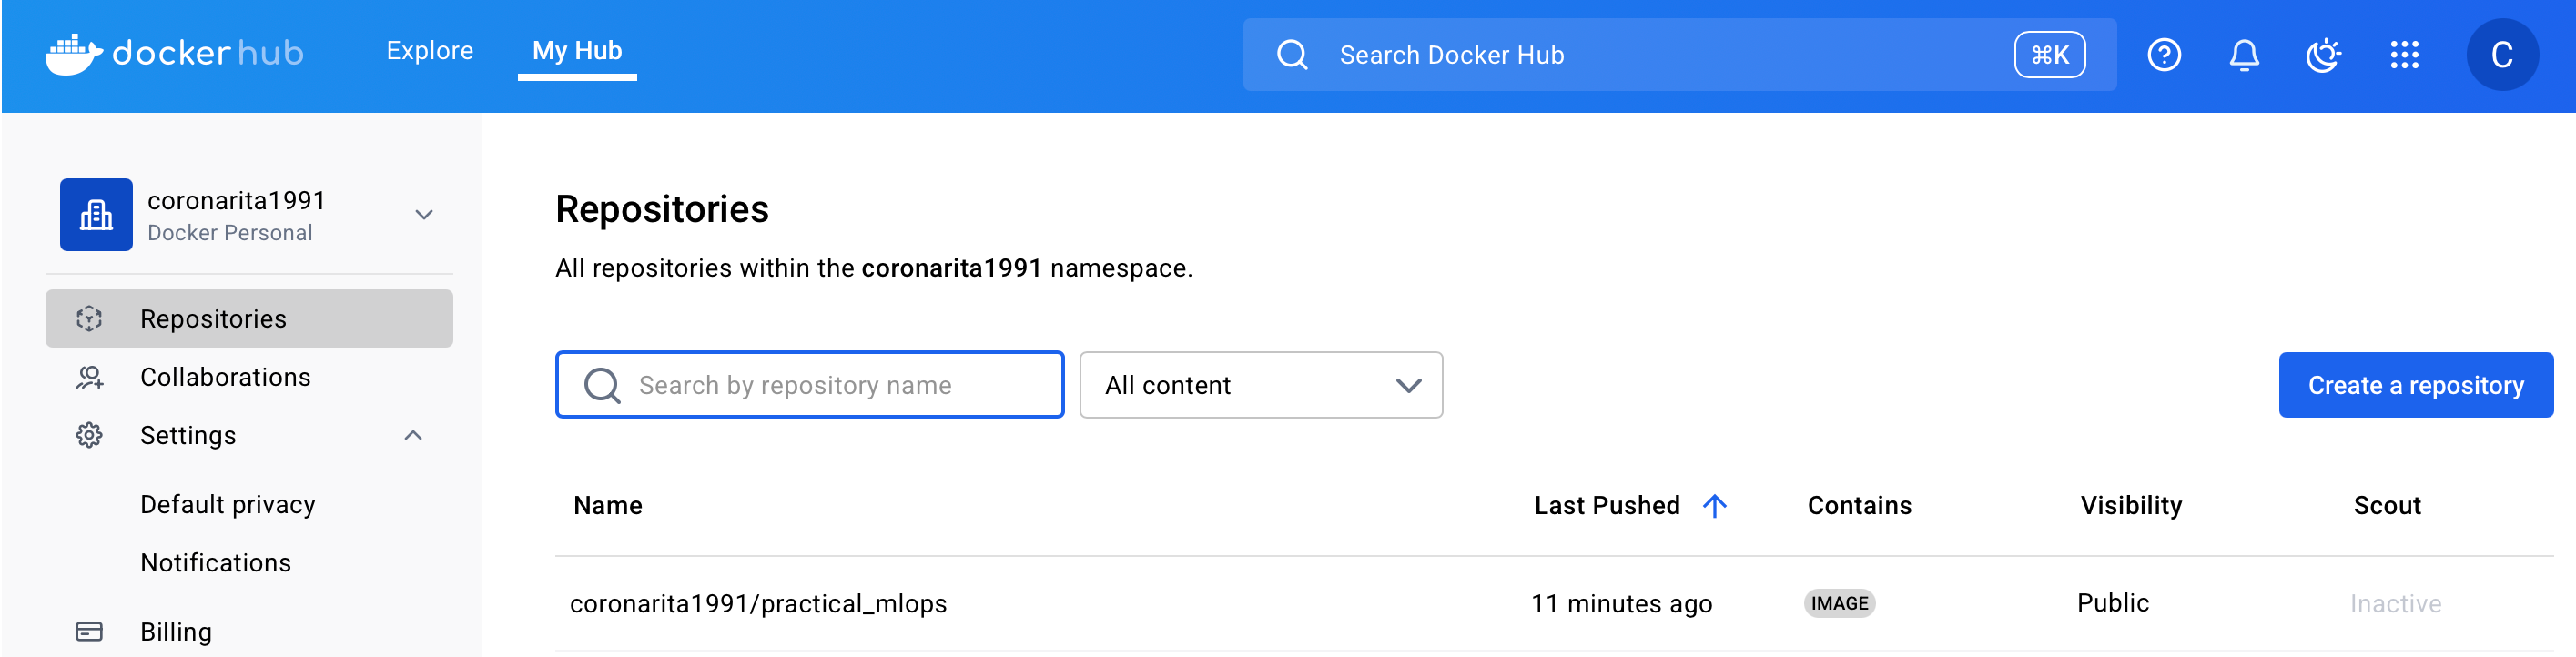 dockerhub Explore My Hub Search Docker Hub ⌘K C
coronarita1991
Docker Personal
Repositories
Collaborations
Settings
Default privacy
Notifications
Billing
Repositories
All repositories within the coronarita1991 namespace.
Search by repository name All content Create a repository
Name Last Pushed Contains Visibility Scout
coronarita1991/practical_mlops 11 minutes ago IMAGE Public Inactive